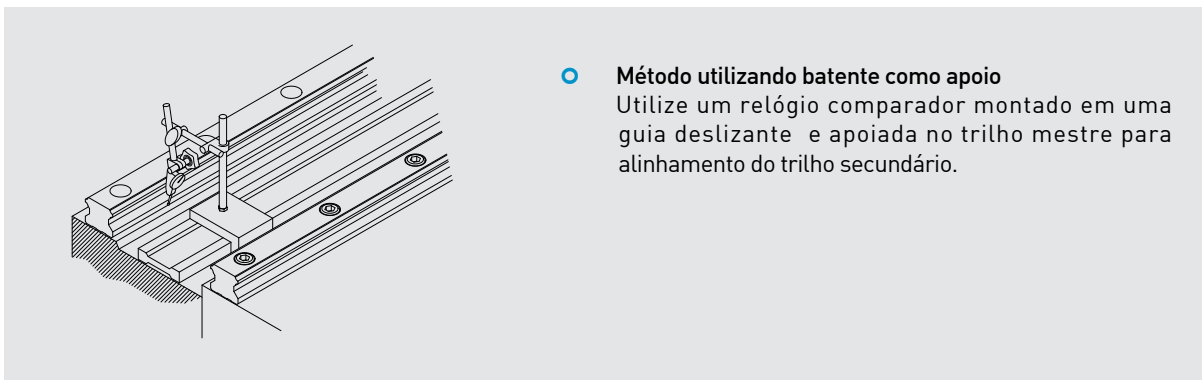 Método utilizando batente como apoio
Utilize um relógio comparador montado em uma
guia deslizante e apoiada no trilho mestre para
alinhamento do trilho secundário.